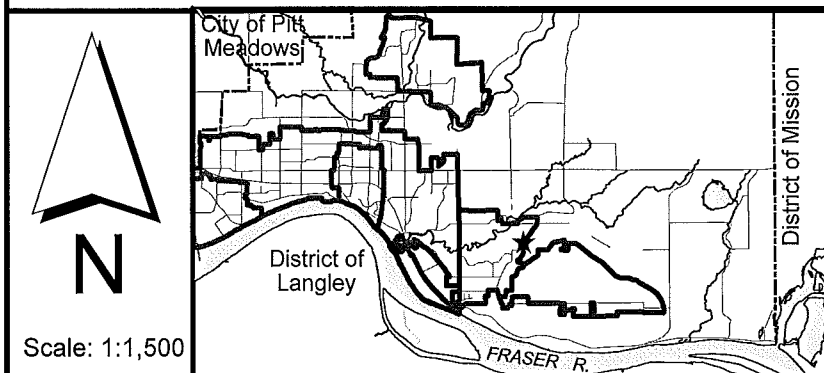 N
Scale: 1:1,500
City of Pitt
Meadows
District of
Langley
District of Mission
FRASER R.